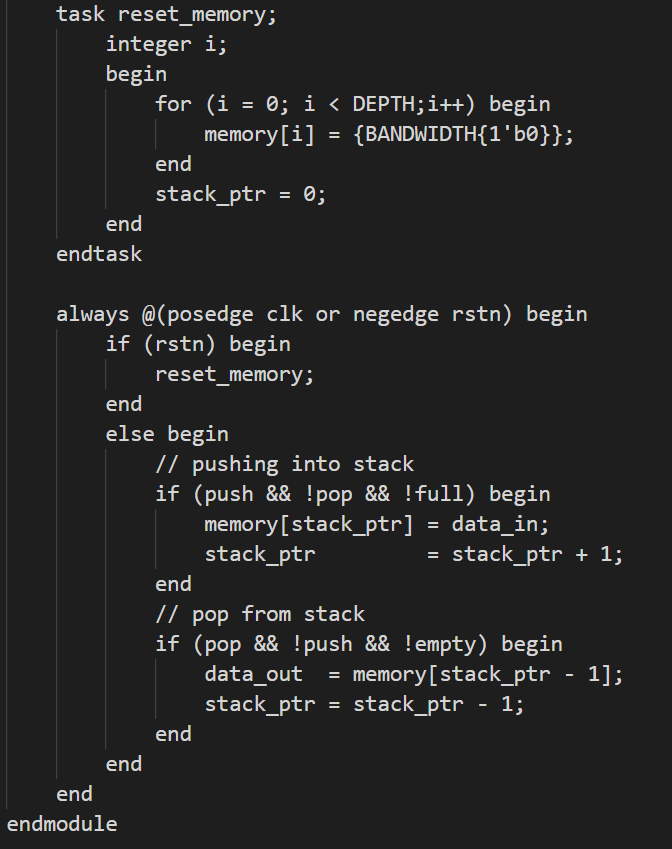 task reset_memory;
integer i;
begin
for (i = 0; i < DEPTH;i++) begin
memory[i] = {BANDWIDTH{1'b0}};
end
stack_ptr = 0;
end
endtask
always @(posedge clk or negedge rstn) begin
if (rstn) begin
reset_memory;
end
else begin
// pushing into stack
if (push && !pop && !full) begin
memory[stack_ptr] = data_in;
stack_ptr         = stack_ptr + 1;
end
// pop from stack
if (pop && !push && !empty) begin
data_out  = memory[stack_ptr - 1];
stack_ptr = stack_ptr - 1;
end
end
end
endmodule